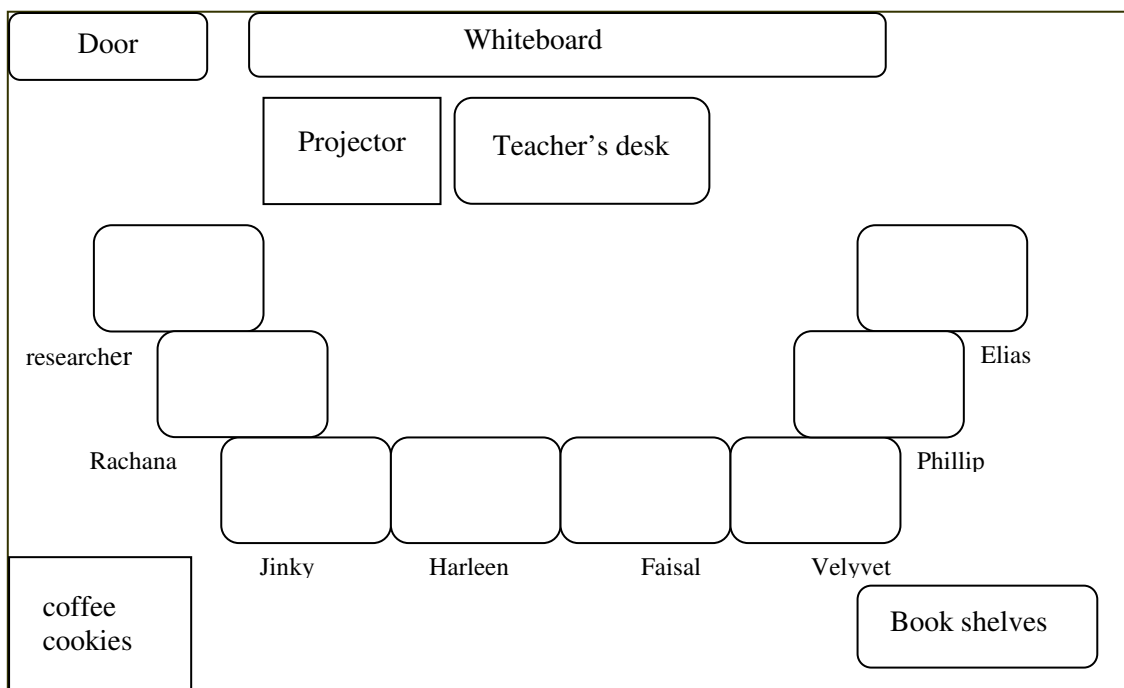 Door
Whiteboard
Projector
Teacher's desk
researcher
Elias
Rachana
Phillip
Jinky
Harleen
Faisal
Velyvet
coffee
cookies
Book shelves